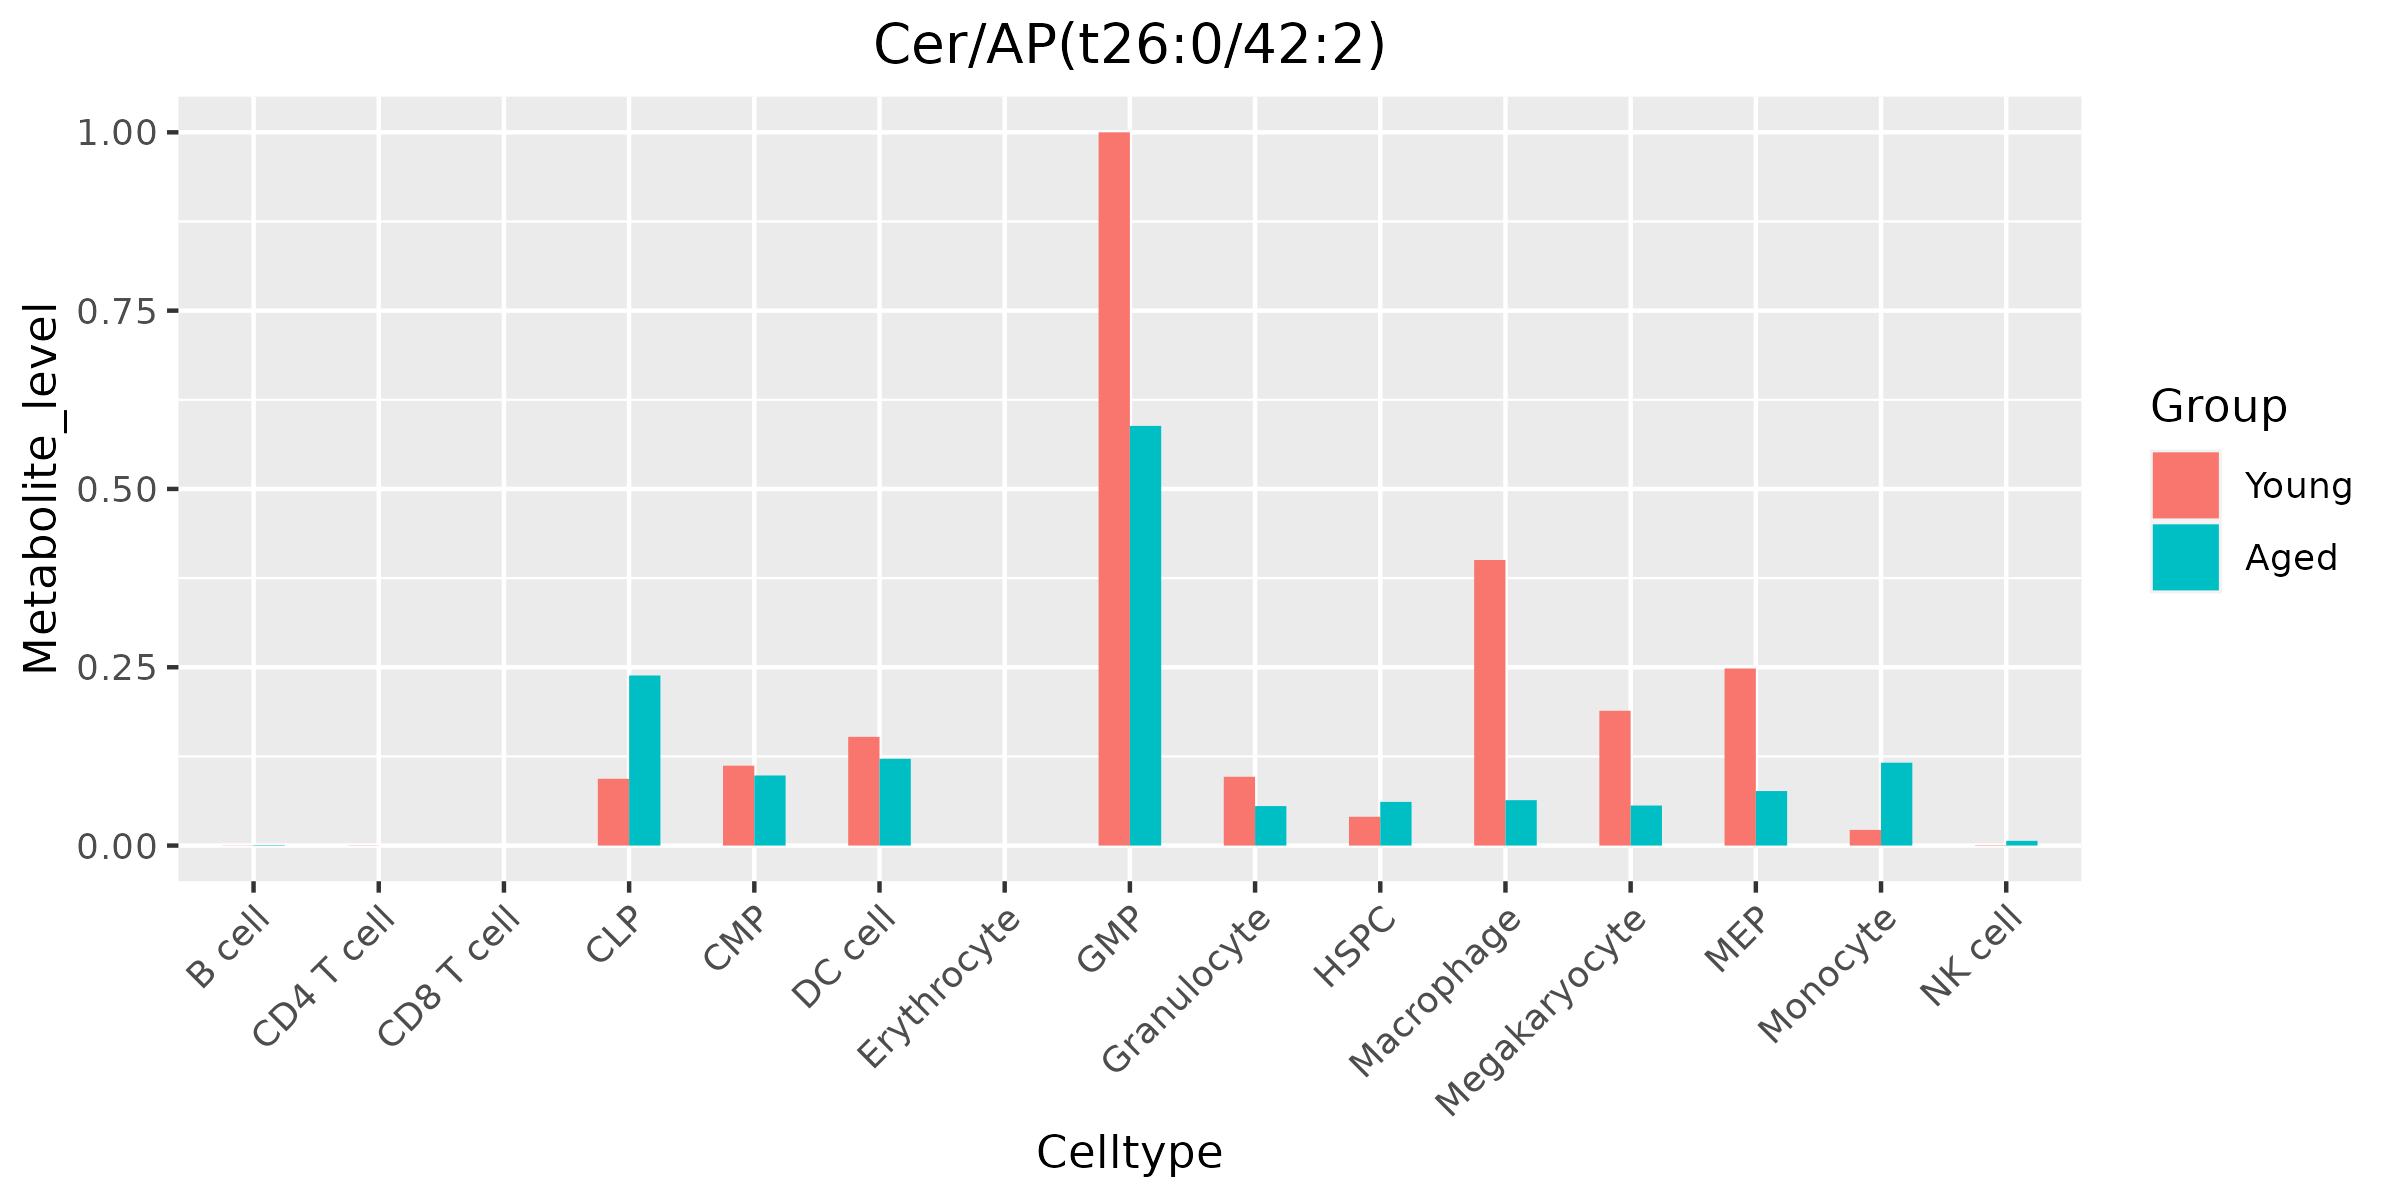 Cer/AP(t26:0/42:2)
Metabolite_level
1.00
0.75
0.50
0.25
0.00
B cell
CD4 T cell
CD8 T cell
CLP
CMP
DC cell
Erythrocyte
GMP
Granulocyte
HSPC
Macrophage
Megakaryocyte
MEP
Monocyte
NK cell
Celltype
Group
Young
Aged